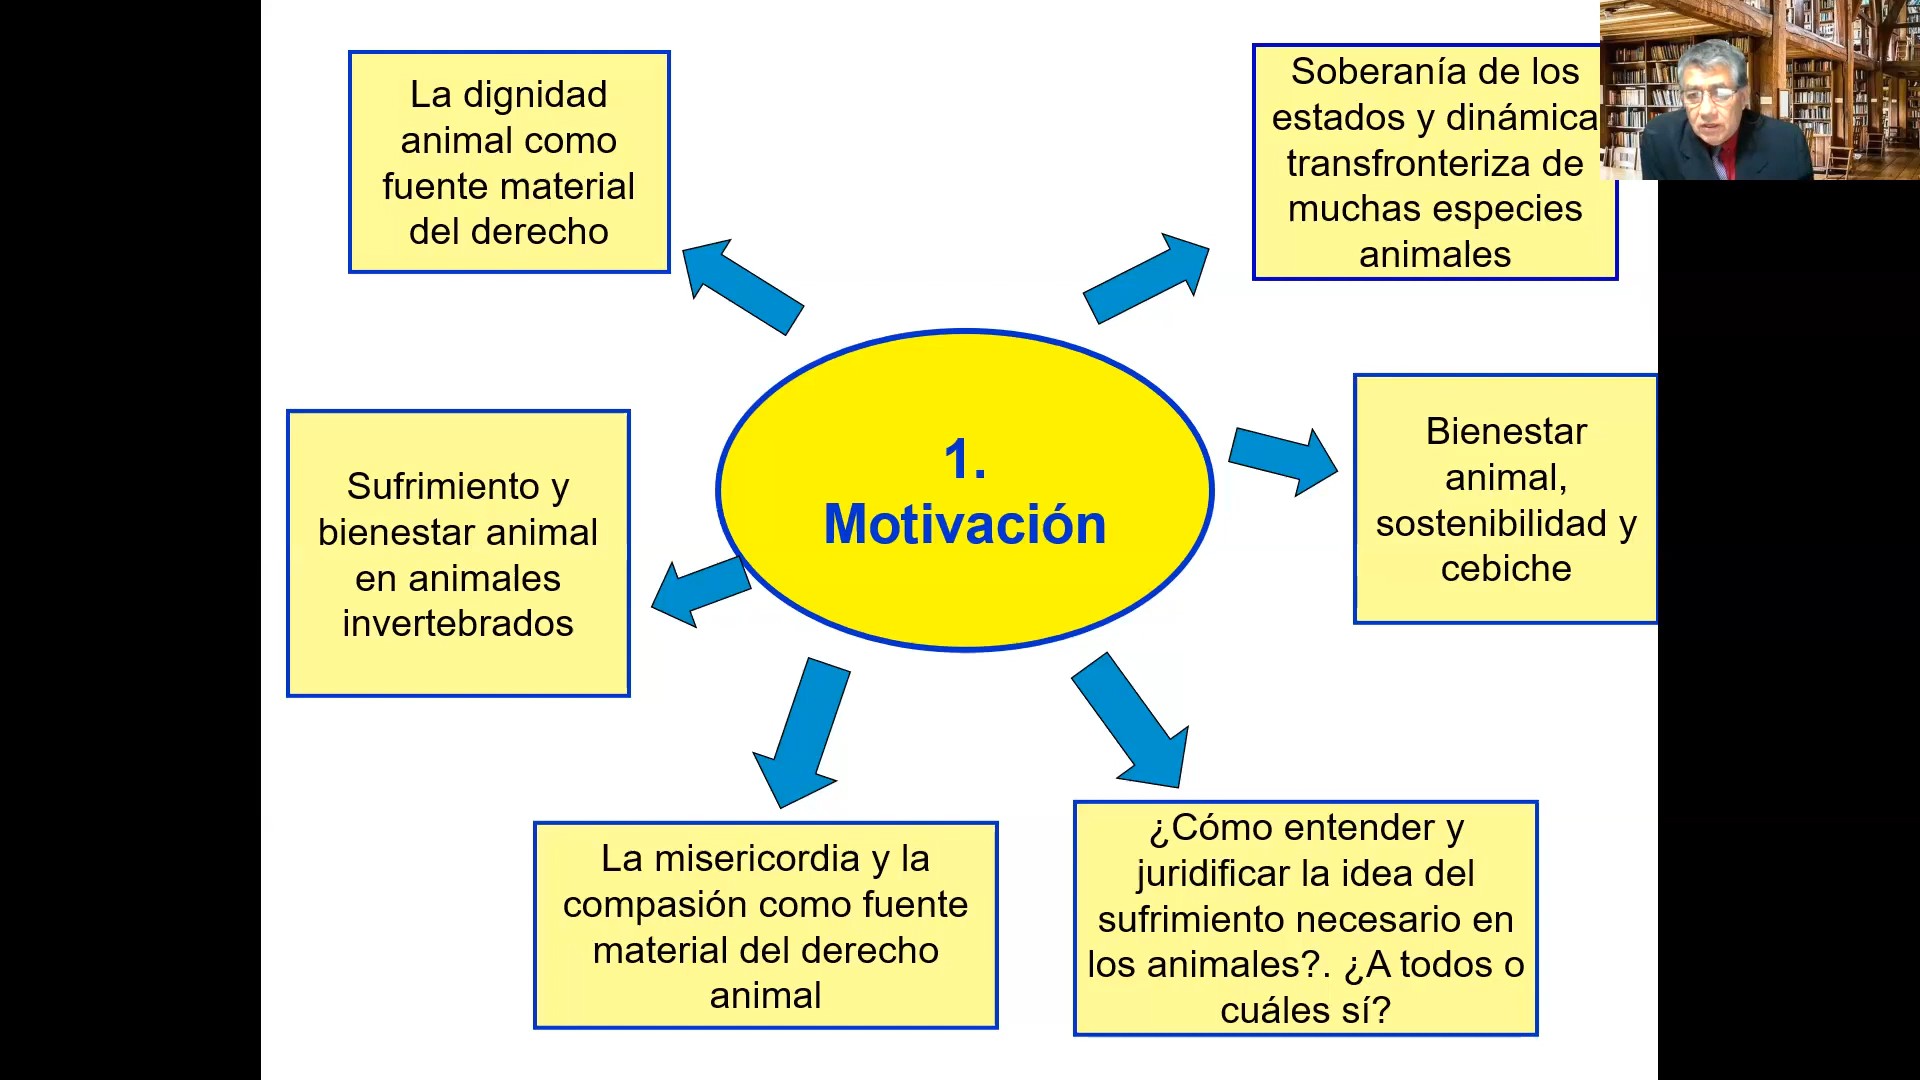 La dignidad
animal como
fuente material
del derecho
Soberanía de los
estados y dinámica
transfronteriza de
muchas especies
animales
1.
Motivación
Bienestar
animal,
sostenibilidad y
cebiche
Sufrimiento y
bienestar animal
en animales
invertebrados
La misericordia y la
compasión como fuente
material del derecho
animal
¿Cómo entender y
juridificar la idea del
sufrimiento necesario en
los animales?. ¿A todos o
cuáles sí?